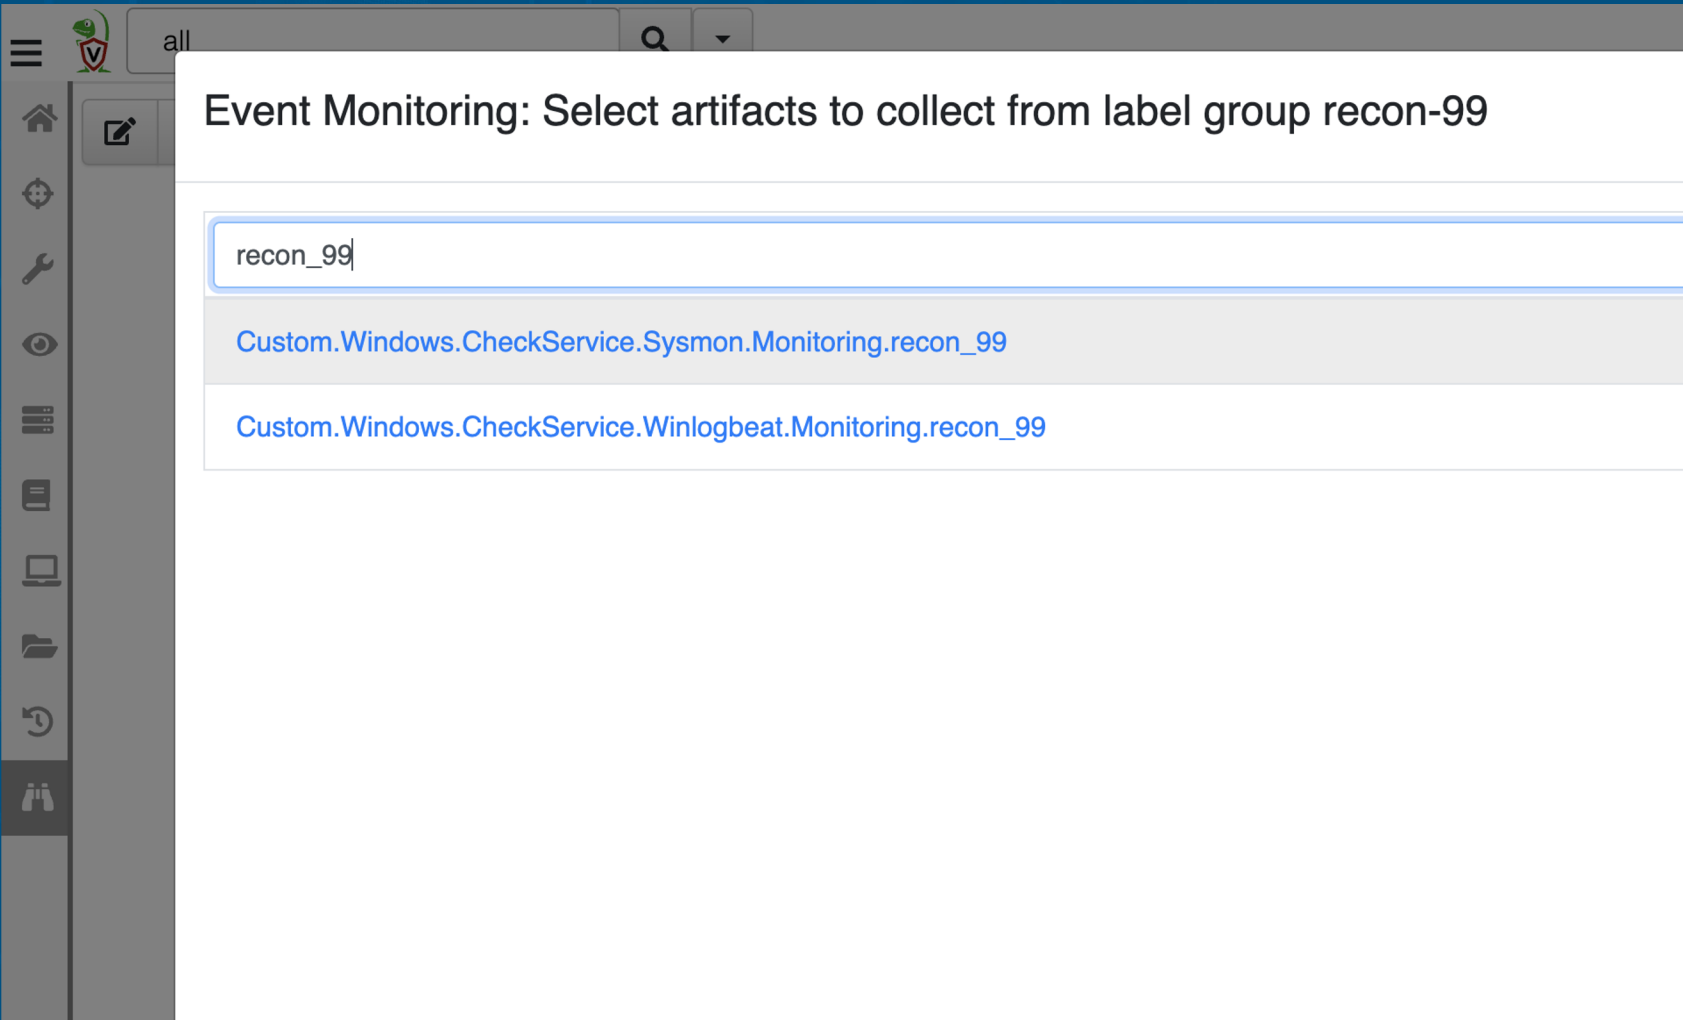 all
Event Monitoring: Select artifacts to collect from label group recon-99
recon_99
Custom.Windows.CheckService.Sysmon.Monitoring.recon_99
Custom.Windows.CheckService.Winlogbeat.Monitoring.recon_99